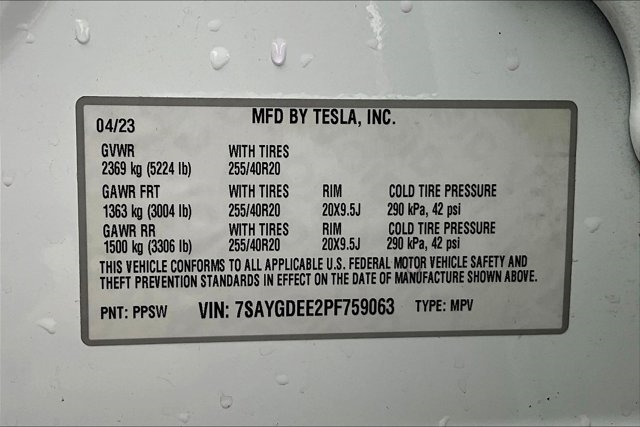 04/23 MFD BY TESLA, INC.
GVWR WITH TIRES
2369 kg (5224 lb) 255/40R20
GAWR FRT WITH TIRES RIM COLD TIRE PRESSURE
1363 kg (3004 lb) 255/40R20 20X9.5J 290 kPa, 42 psi
GAWR RR WITH TIRES RIM COLD TIRE PRESSURE
1500 kg (3306 lb) 255/40R20 20X9.5J 290 kPa, 42 psi
THIS VEHICLE CONFORMS TO ALL APPLICABLE U.S. FEDERAL MOTOR VEHICLE SAFETY AND
THEFT PREVENTION STANDARDS IN EFFECT ON THE DATE OF MANUFACTURE SHOWN ABOVE.
PNT: PPSW VIN: 7SAYGDEE2PF759063 TYPE: MPV